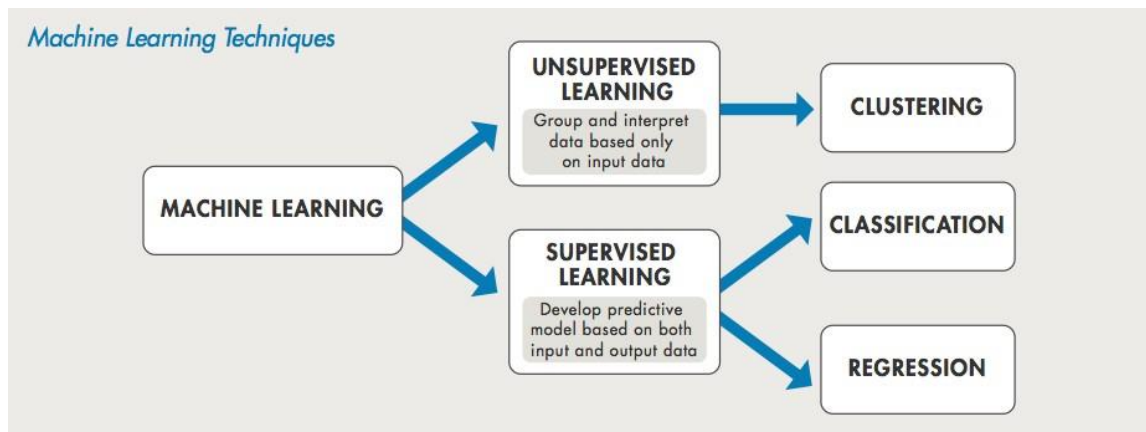 Machine Learning Techniques
MACHINE LEARNING
UNSUPERVISED
LEARNING
Group and interpret
data based only
on input data
SUPERVISED
LEARNING
Develop predictive
model based on both
input and output data
CLUSTERING
CLASSIFICATION
REGRESSION